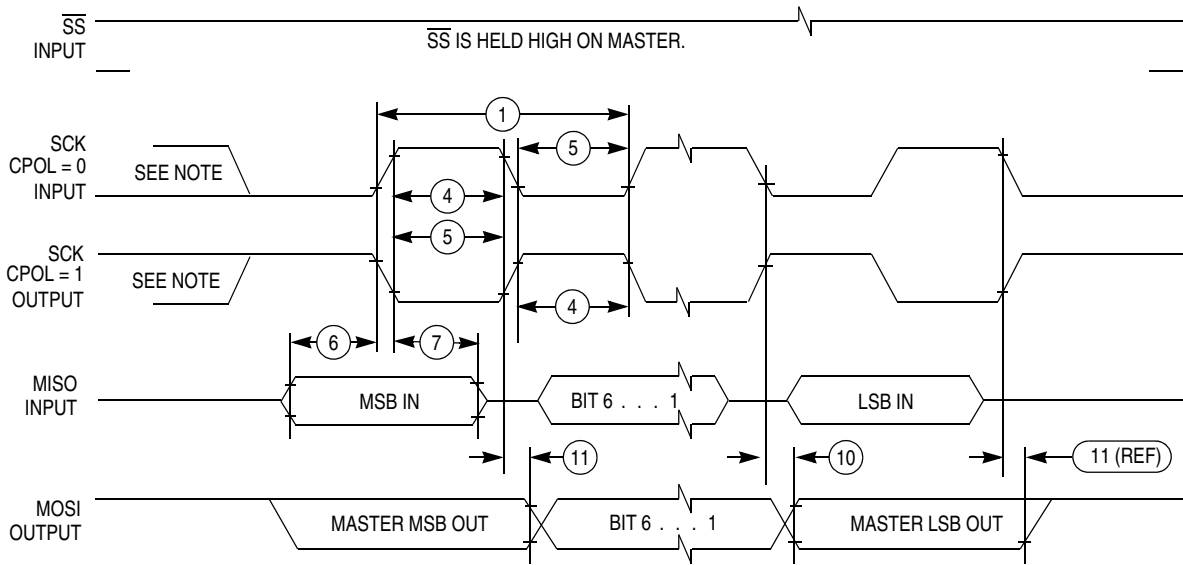 SS
INPUT
SS IS HELD HIGH ON MASTER.
1
SCK
CPOL = 0
INPUT
SEE NOTE
5
4
5
SCK
CPOL = 1
OUTPUT
SEE NOTE
4
6
7
MISO
INPUT
MSB IN
BIT 6 . . . 1
LSB IN
11
10
11 (REF)
MOSI
OUTPUT
MASTER MSB OUT
BIT 6 . . . 1
MASTER LSB OUT